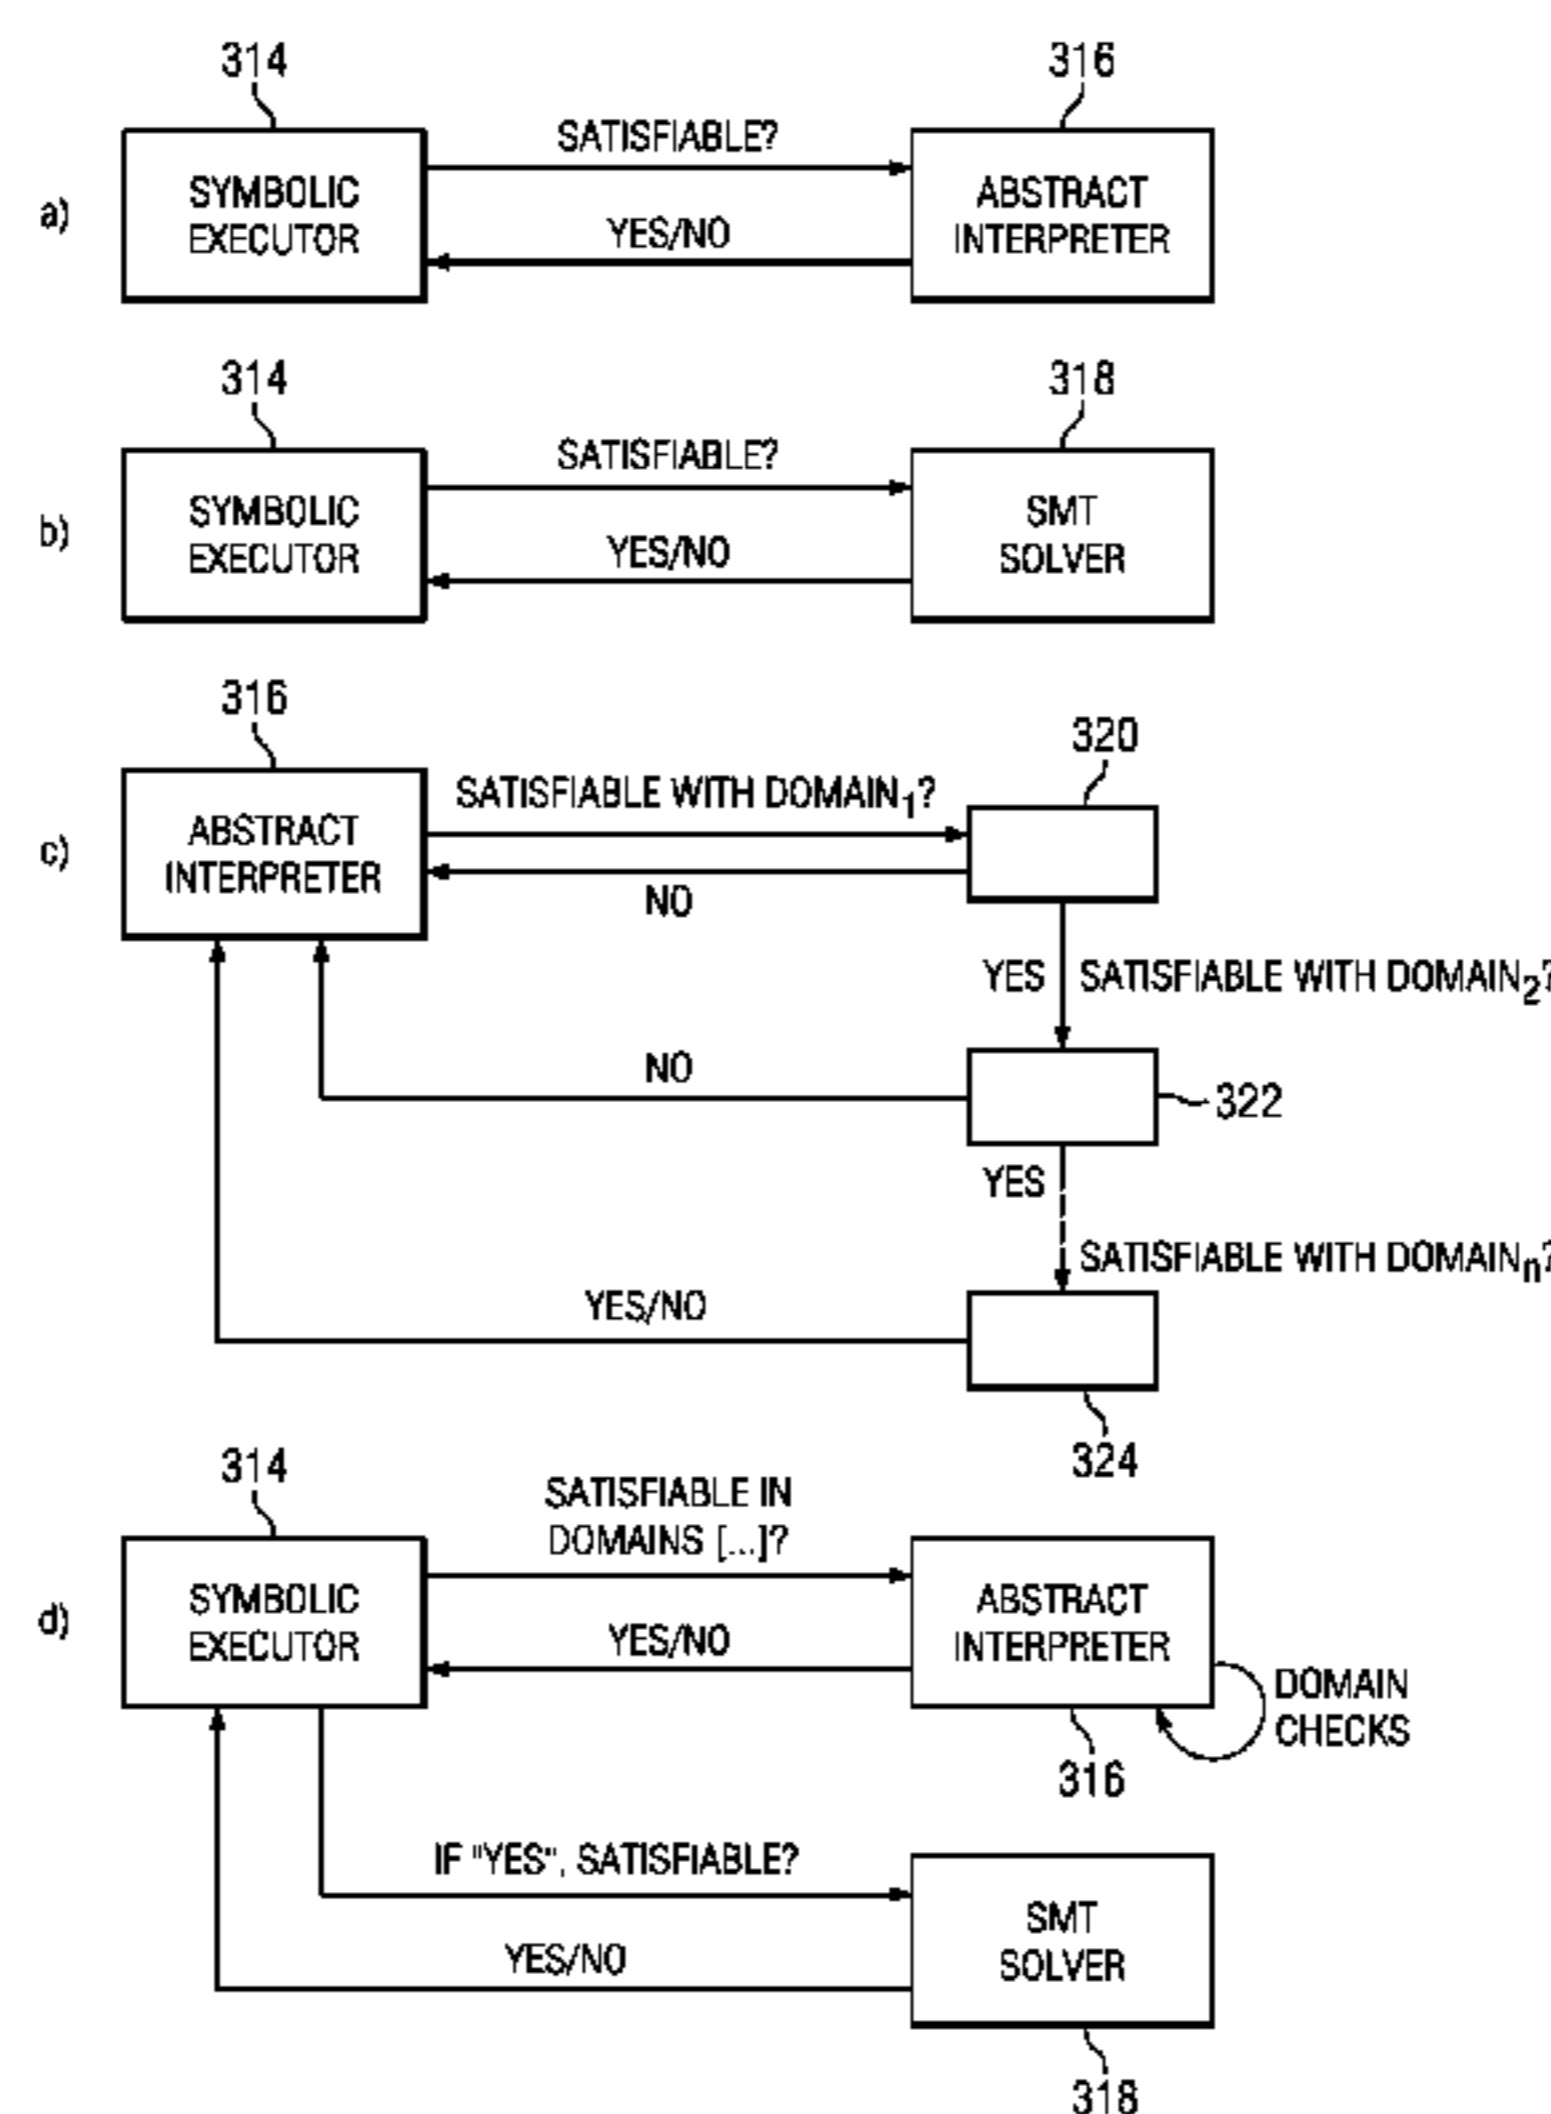 314
316
a)
SYMBOLIC
EXECUTOR
SATISFIABLE?
YES/NO
ABSTRACT
INTERPRETER
314
318
b)
SYMBOLIC
EXECUTOR
SATISFIABLE?
YES/NO
SMT
SOLVER
316
320
c)
ABSTRACT
INTERPRETER
SATISFIABLE WITH DOMAIN1?
NO
YES
SATISFIABLE WITH DOMAIN2?
NO
322
YES
SATISFIABLE WITH DOMAINn?
YES/NO
324
314
d)
SYMBOLIC
EXECUTOR
SATISFIABLE IN
DOMAINS [...]?
YES/NO
ABSTRACT
INTERPRETER
DOMAIN
CHECKS
316
IF "YES", SATISFIABLE?
YES/NO
SMT
SOLVER
318